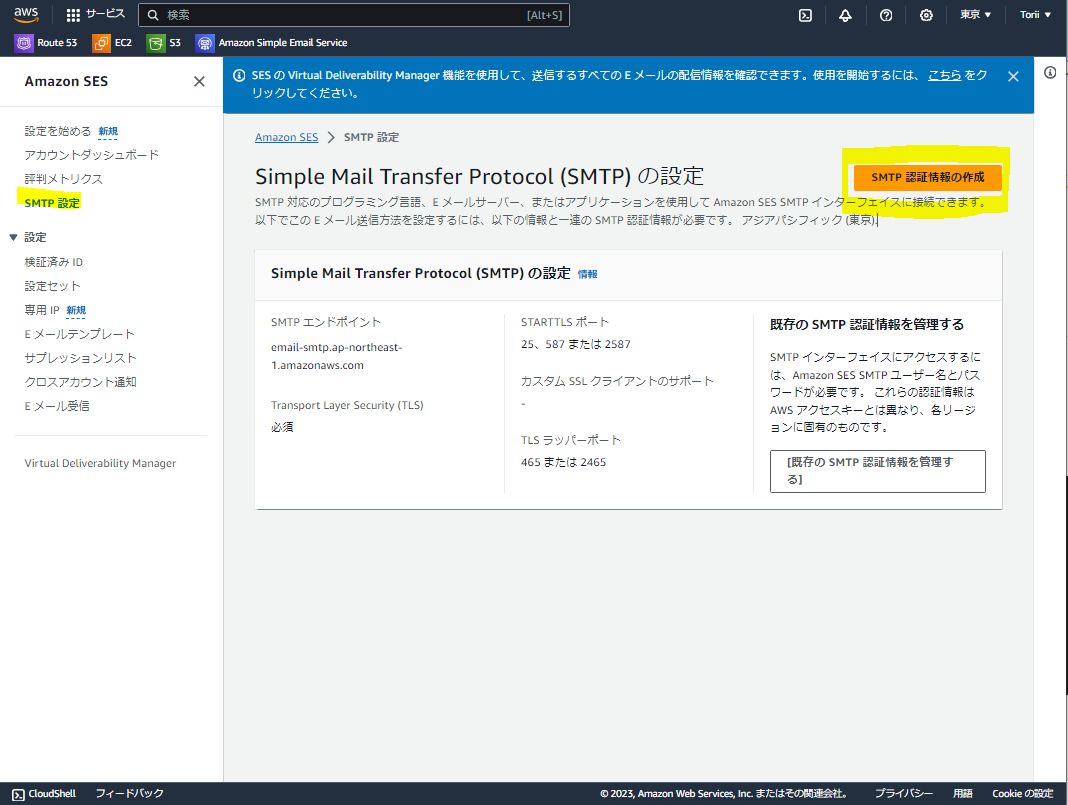 aws
サービス
検索
[Alt+S]
東京 ▼
Torii ▼
Route 53
EC2
S3
Amazon Simple Email Service
Amazon SES
設定を始める 新規
アカウントダッシュボード
評判メトリクス
SMTP 設定
▼ 設定
検証済み ID
設定セット
専用 IP 新規
E メールテンプレート
サプレッションリスト
クロスアカウント通知
E メール受信
Virtual Deliverability Manager
SES の Virtual Deliverability Manager 機能を使用して、送信するすべての E メールの配信情報を確認できます。使用を開始するには、 こちら をク
リックしてください。
Amazon SES > SMTP 設定
Simple Mail Transfer Protocol (SMTP) の設定
SMTP 認証情報の作成
SMTP 対応のプログラミング言語、E メールサーバー、またはアプリケーションを使用して Amazon SES SMTP インターフェイスに接続できます。
以下でこの E メール送信方法を設定するには、以下の情報と一連の SMTP 認証情報が必要です。 アジアパシフィック (東京).
Simple Mail Transfer Protocol (SMTP) の設定 情報
SMTP エンドポイント
email-smtp.ap-northeast-
1.amazonaws.com
Transport Layer Security (TLS)
必須
STARTTLS ポート
25、587 または 2587
カスタム SSL クライアントのサポート
-
TLS ラッパーポート
465 または 2465
既存の SMTP 認証情報を管理する
SMTP インターフェイスにアクセスするに
は、Amazon SES SMTP ユーザー名とパス
ワードが必要です。 これらの認証情報は
AWS アクセスキーとは異なり、各リージ
ョンに固有のものです。
[既存の SMTP 認証情報を管理す
る]
CloudShell
フィードバック
© 2023, Amazon Web Services, Inc. またはその関連会社。
プライバシー
用語
Cookie の設定